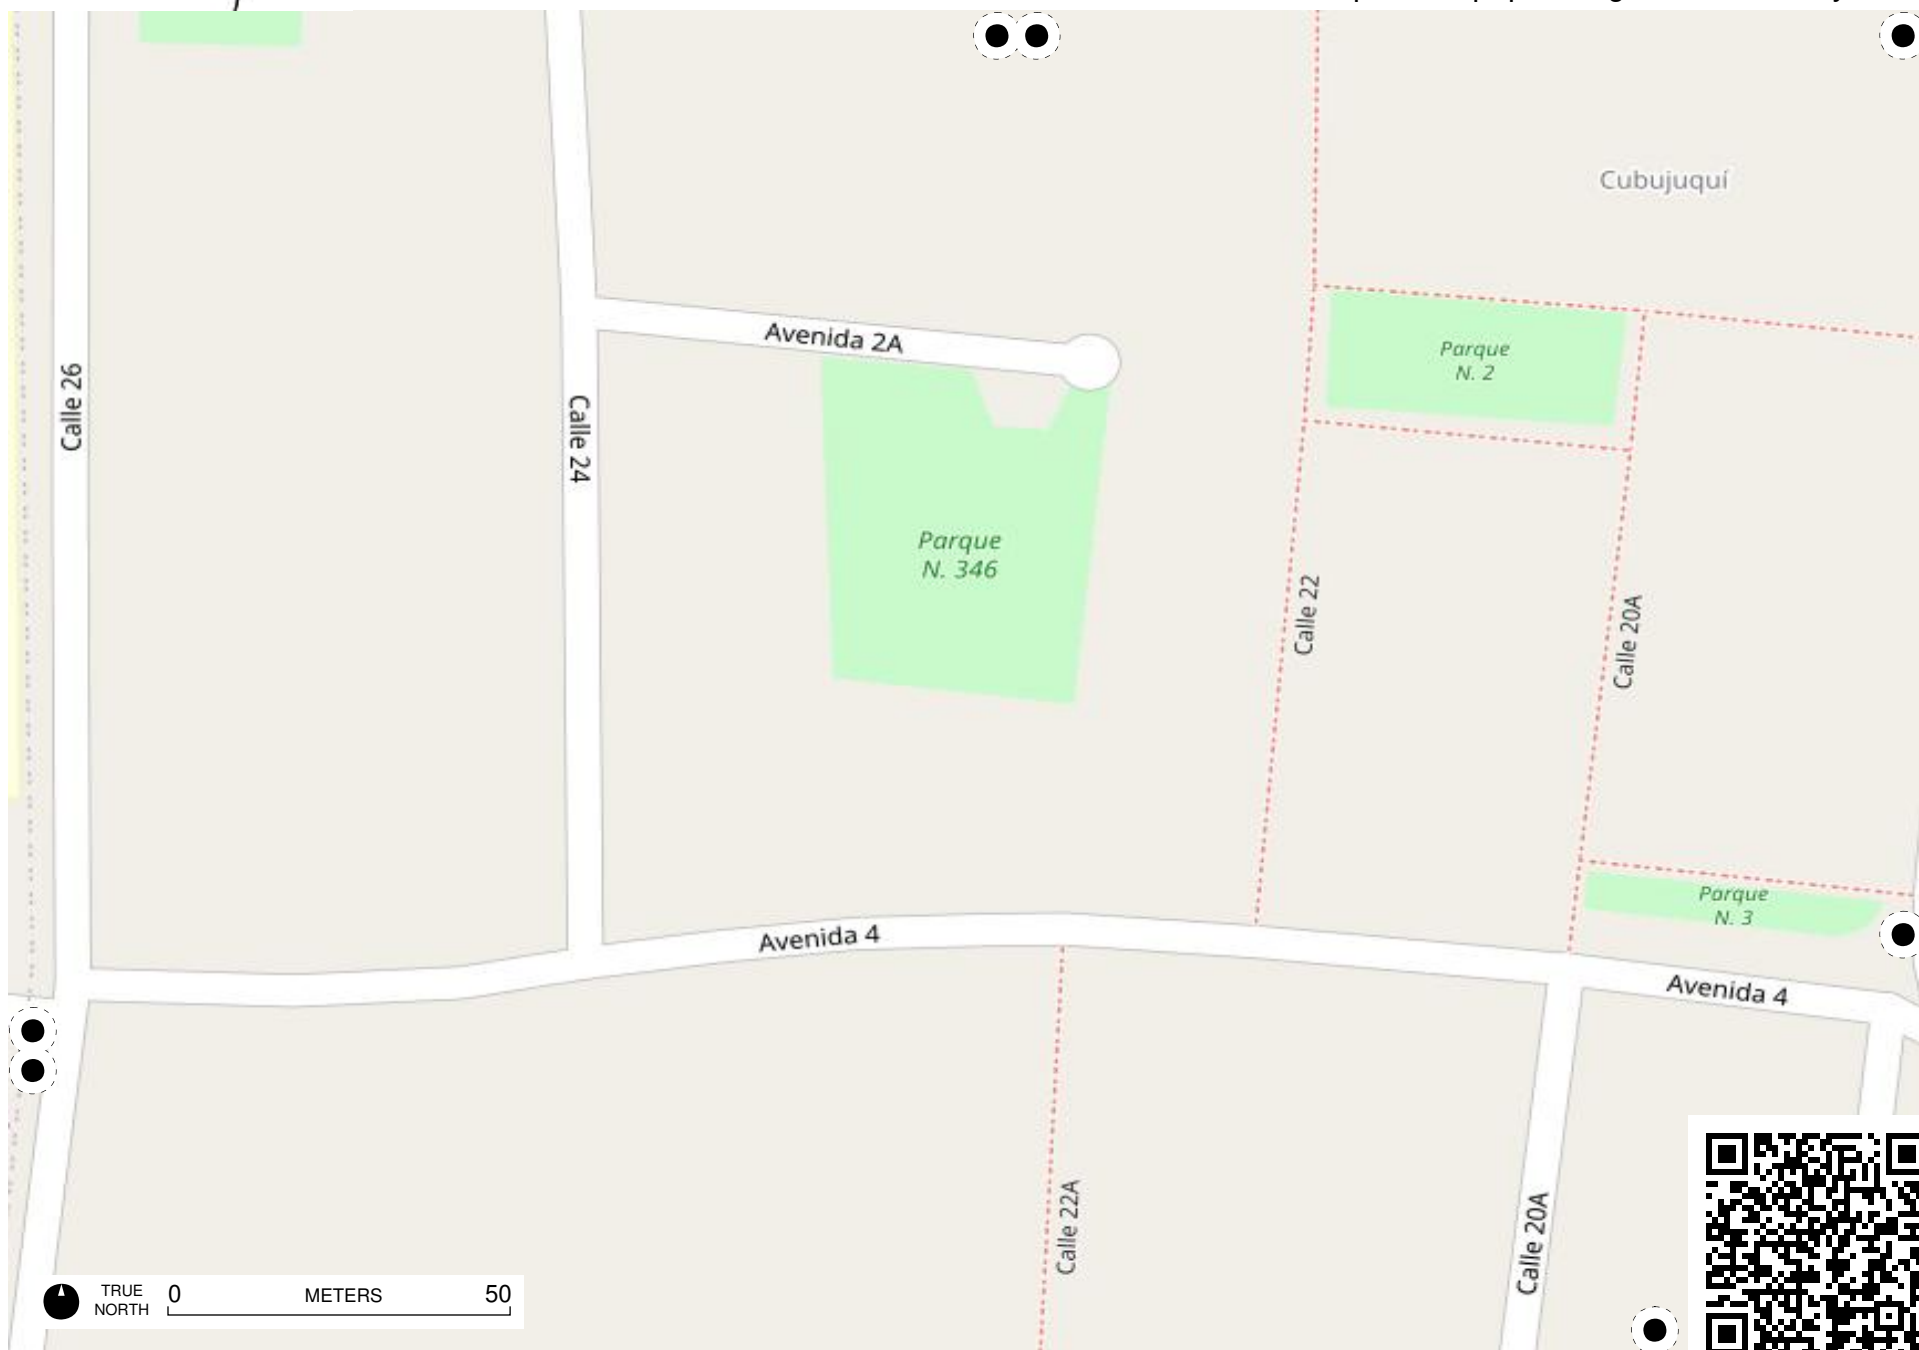 Cubujuquí
Avenida 2A
Parque
N. 2
Calle 26
Calle 24
Parque
N. 346
Calle 22
Calle 20A
Parque
N. 3
Avenida 4
Avenida 4
Calle 22A
Calle 20A
TRUE
NORTH
0 METERS 50